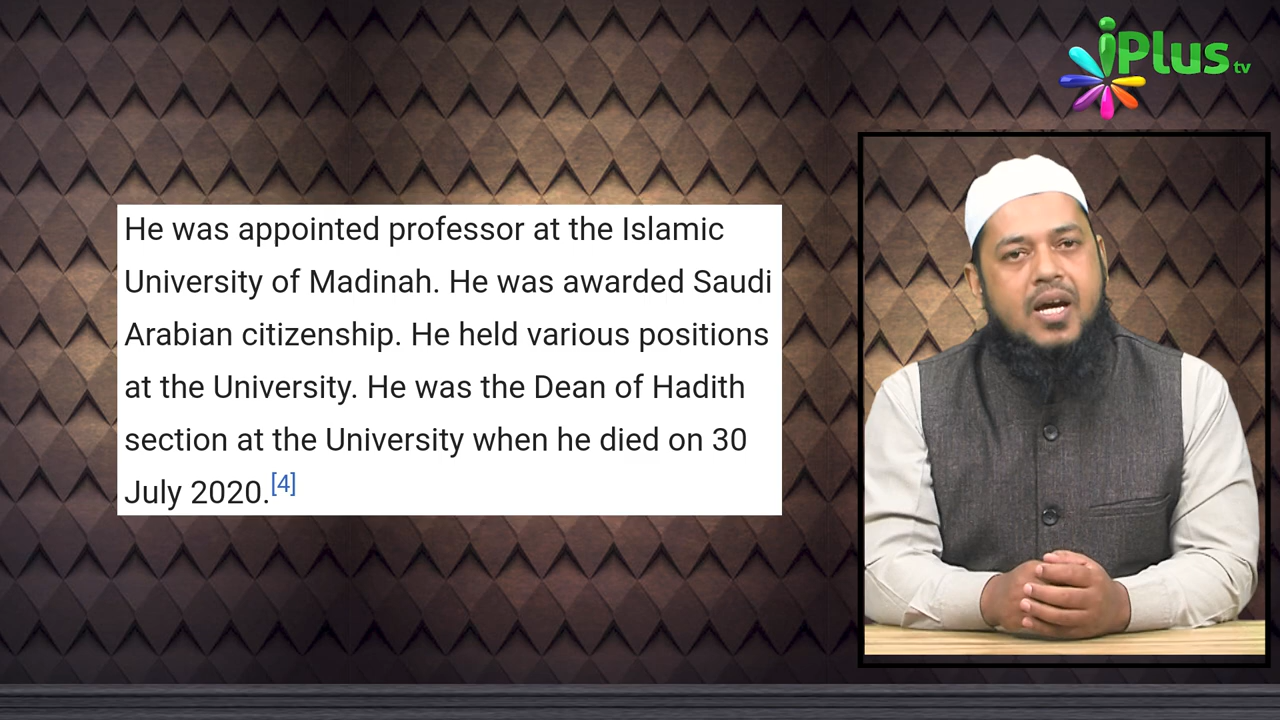 iPlus tv
He was appointed professor at the Islamic
University of Madinah. He was awarded Saudi
Arabian citizenship. He held various positions
at the University. He was the Dean of Hadith
section at the University when he died on 30
July 2020.[4]